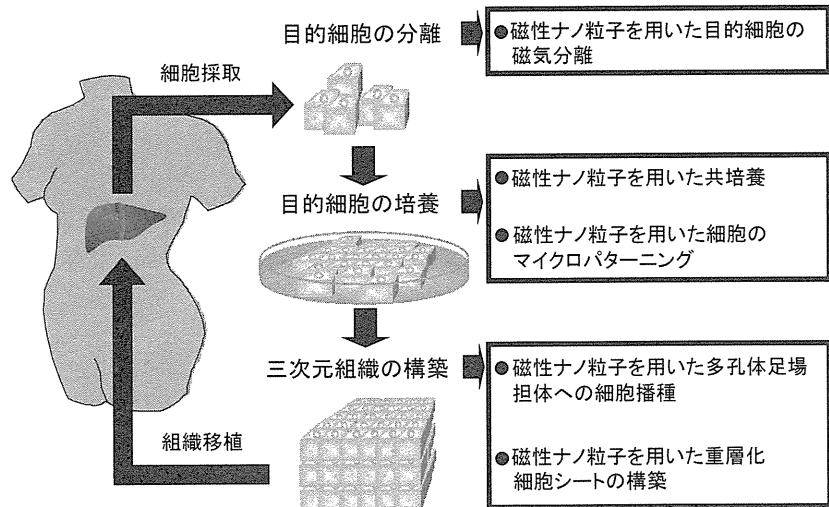 目的細胞の分離
●磁性ナノ粒子を用いた目的細胞の
磁気分離
細胞採取
目的細胞の培養
●磁性ナノ粒子を用いた共培養
●磁性ナノ粒子を用いた細胞の
マイクロパターニング
三次元組織の構築
●磁性ナノ粒子を用いた多孔体足場
担体への細胞播種
組織移植
●磁性ナノ粒子を用いた重層化
細胞シートの構築